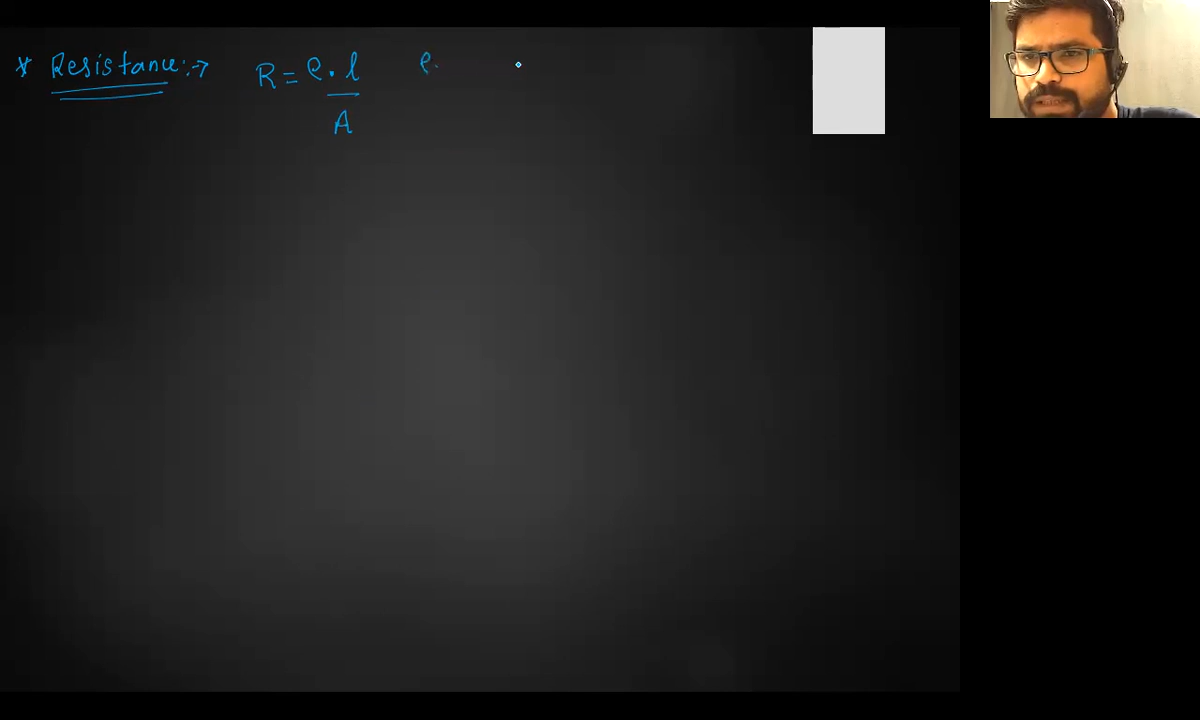 * Resistance :→ R = ρ . l ρ.
A